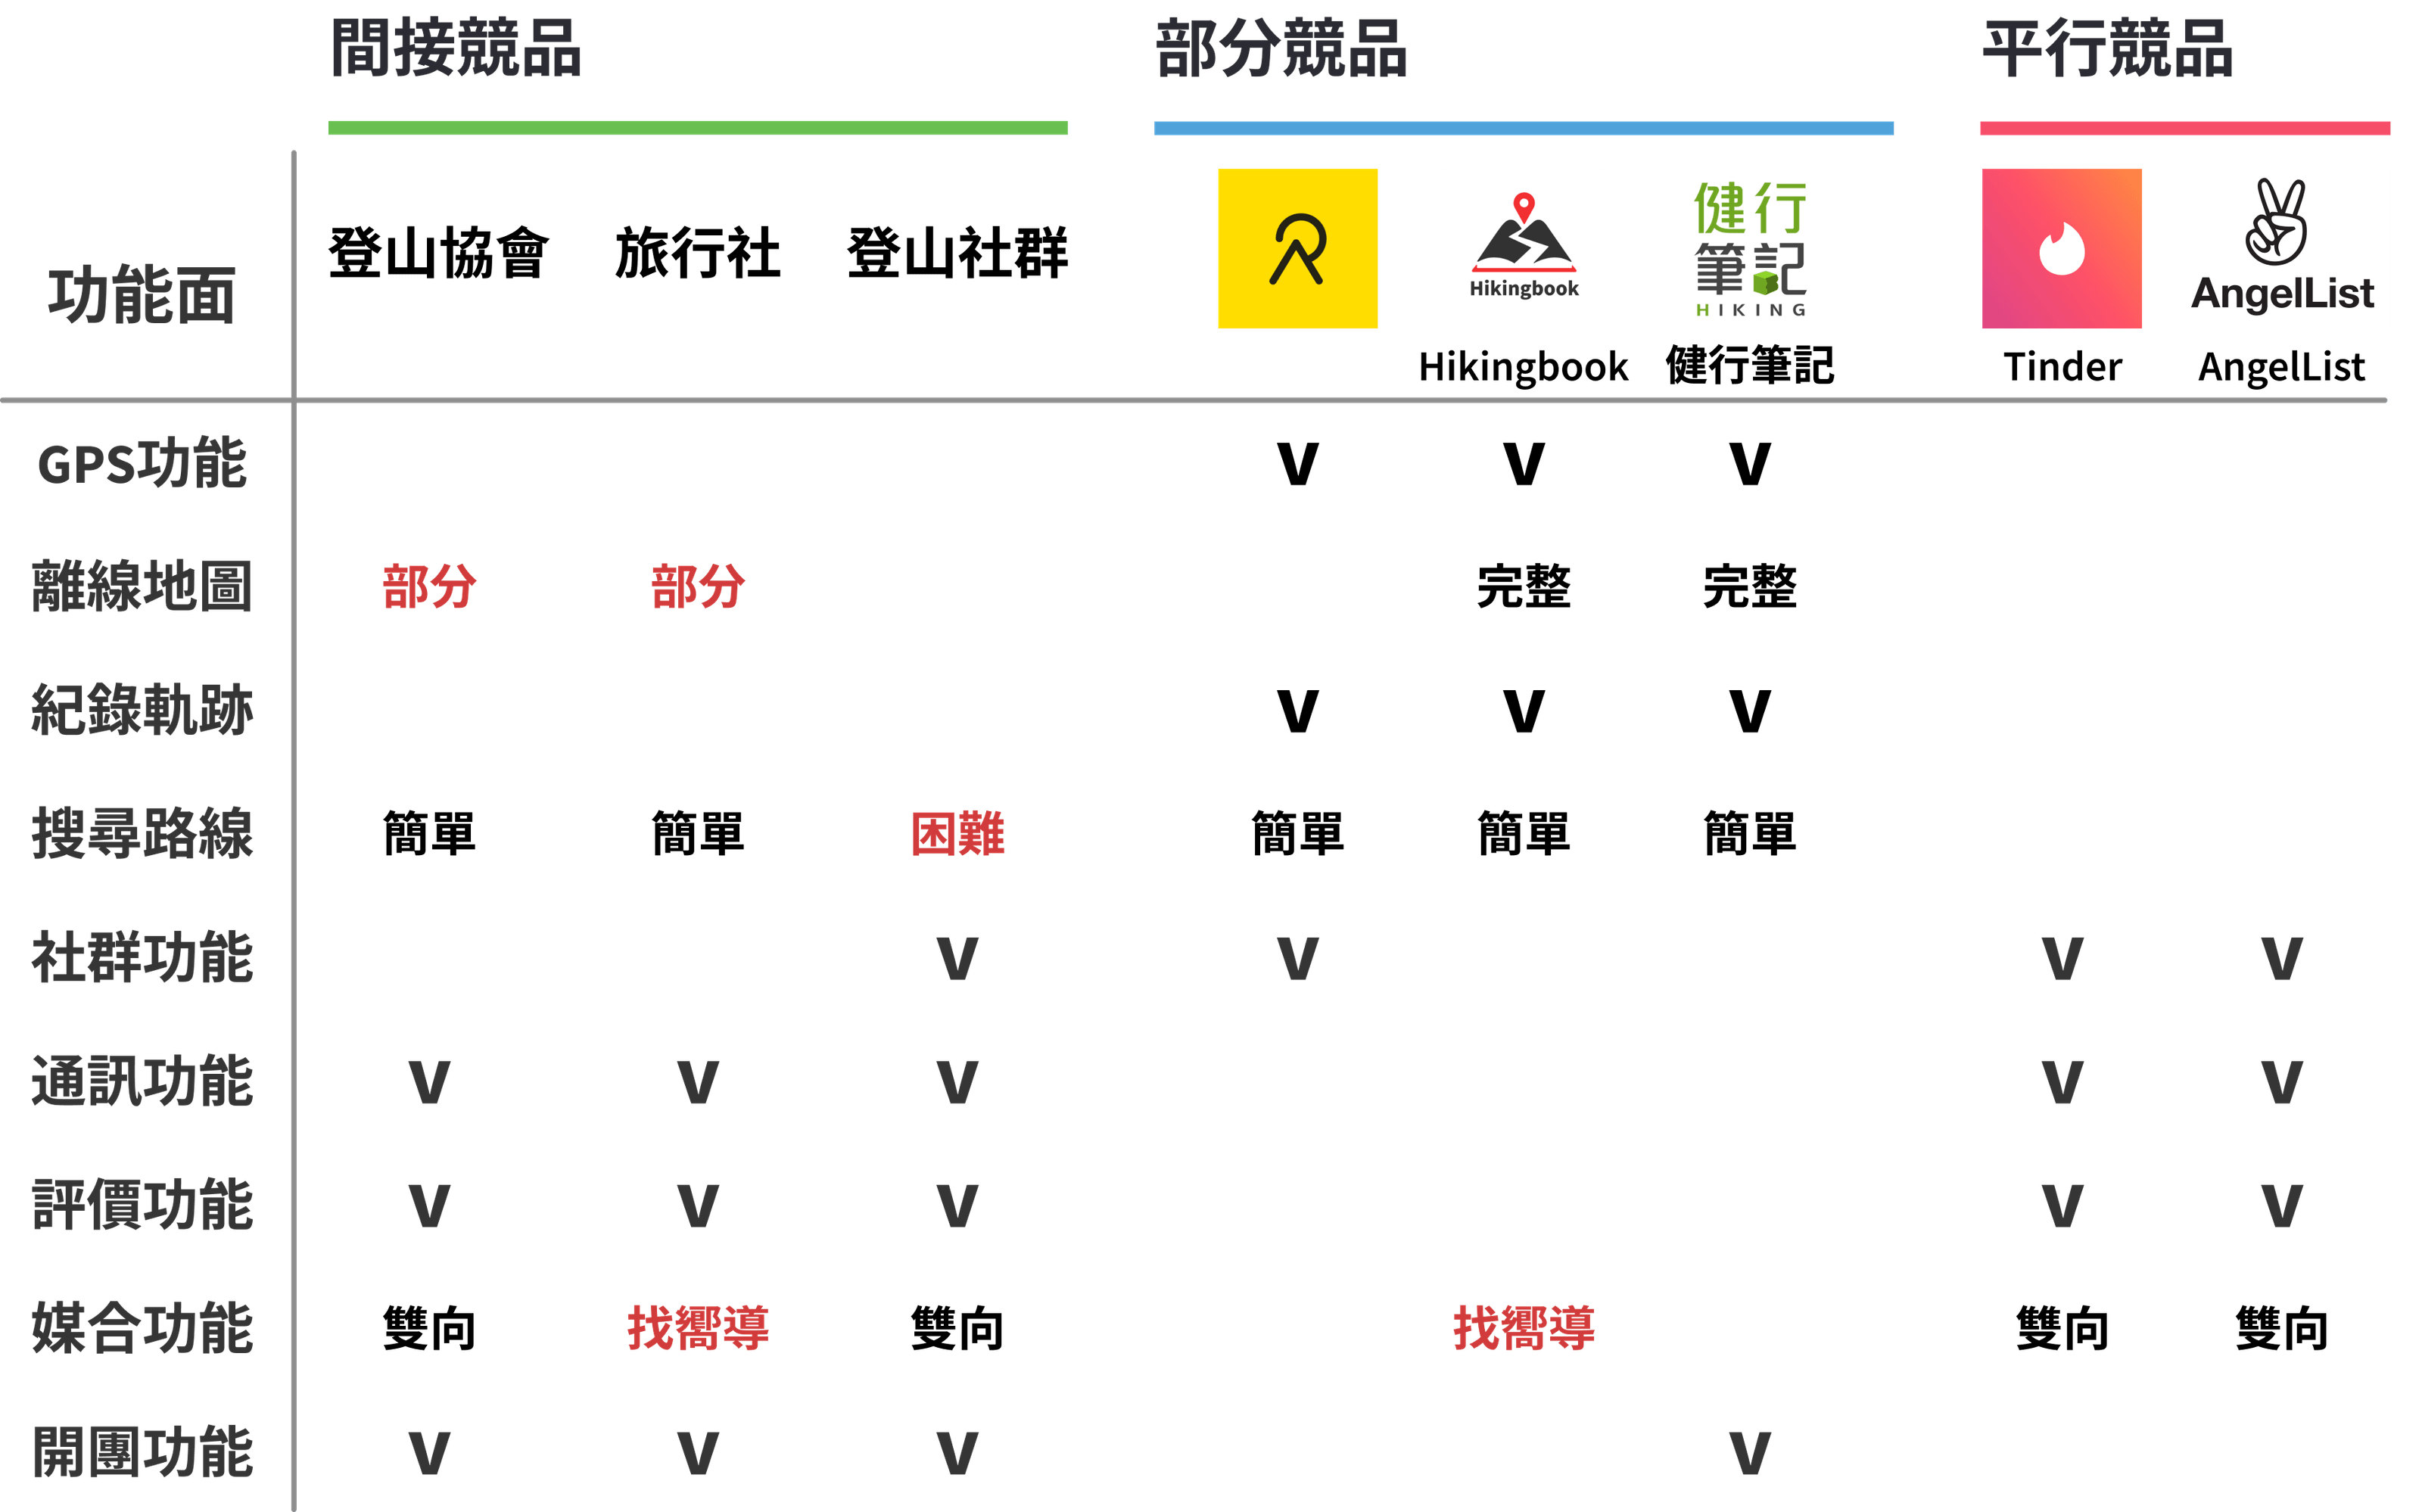 間接競品 部分競品 平行競品
功能面 登山協會 旅行社 登山社群
Hikingbook
健行
筆記
HIKING
AngelList
Hikingbook 健行筆記 Tinder AngelList
GPS功能 v v v
離線地圖 部分 部分 完整 完整
紀錄軌跡 v v v
搜尋路線 簡單 簡單 困難 簡單 簡單 簡單
社群功能 v v v v
通訊功能 v v v v v
評價功能 v v v v v
媒合功能 雙向 找嚮導 雙向 找嚮導 雙向 雙向
開團功能 v v v v